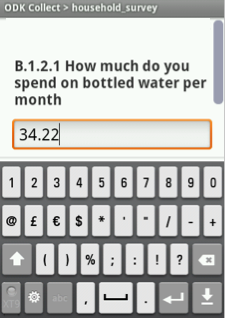 ODK Collect > household_survey
B.1.2.1 How much do you
spend on bottled water per
month
34.22
1 2 3 4 5 6 7 8 9 0
@ £ € $ * ' " / - +
( ) % ; : ! ?
abc , .